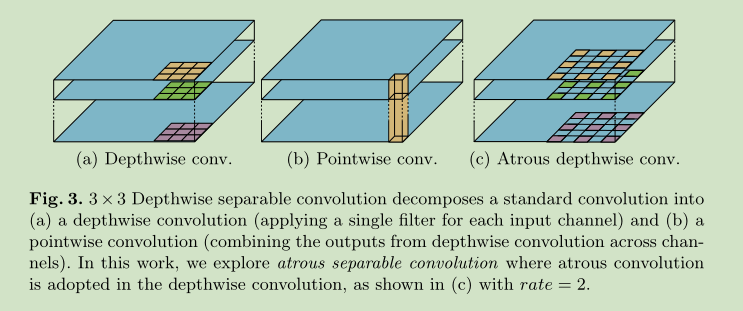 (a) Depthwise conv. (b) Pointwise conv. (c) Atrous depthwise conv.
Fig. 3. 3 × 3 Depthwise separable convolution decomposes a standard convolution into
(a) a depthwise convolution (applying a single filter for each input channel) and (b) a
pointwise convolution (combining the outputs from depthwise convolution across chan-
nels). In this work, we explore atrous separable convolution where atrous convolution
is adopted in the depthwise convolution, as shown in (c) with rate = 2.